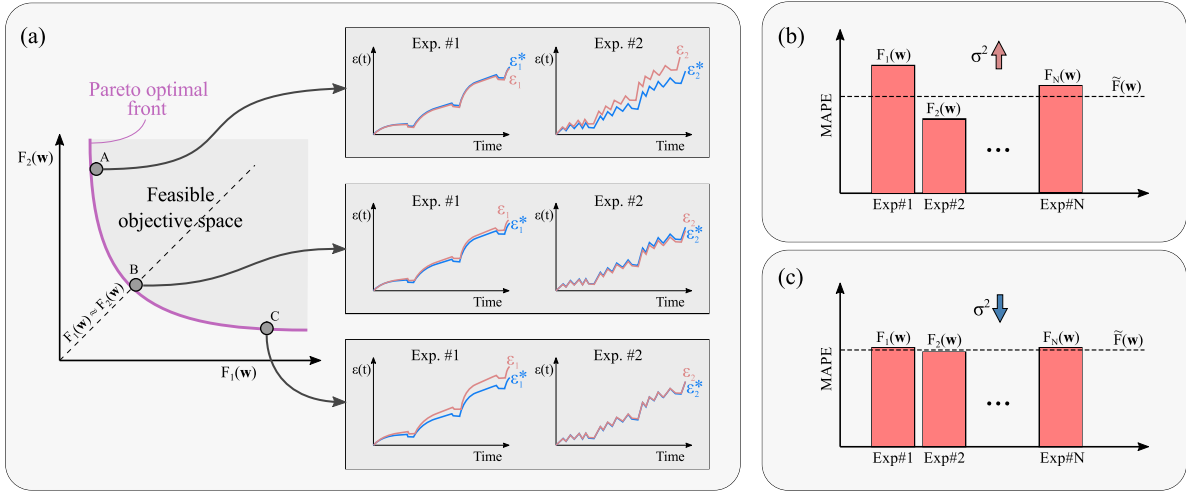 (a)
Pareto optimal
front
F₂(w)
A
Feasible
objective space
B
F₁(w) ≈ F₂(w)
C
F₁(w)
Exp. #1
Exp. #2
ε(t)
ε₁*
ε₁
Time
ε(t)
ε₂
ε₂*
Time
Exp. #1
Exp. #2
ε(t)
ε₁
ε₁*
Time
ε(t)
ε₂
ε₂*
Time
Exp. #1
Exp. #2
ε(t)
ε₁
ε₁*
Time
ε(t)
ε₂
ε₂*
Time
(b)
σ²
MAPE
F₁(w)
F₂(w)
...
F_N(w)
F̃(w)
Exp#1
Exp#2
Exp#N
(c)
σ²
MAPE
F₁(w)
F₂(w)
...
F_N(w)
F̃(w)
Exp#1
Exp#2
Exp#N